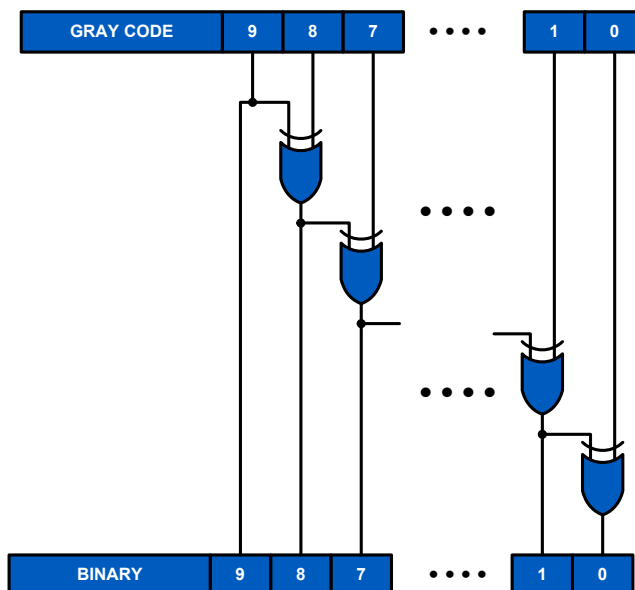 GRAY CODE 9 8 7 •••• 1 0
BINARY 9 8 7 •••• 1 0